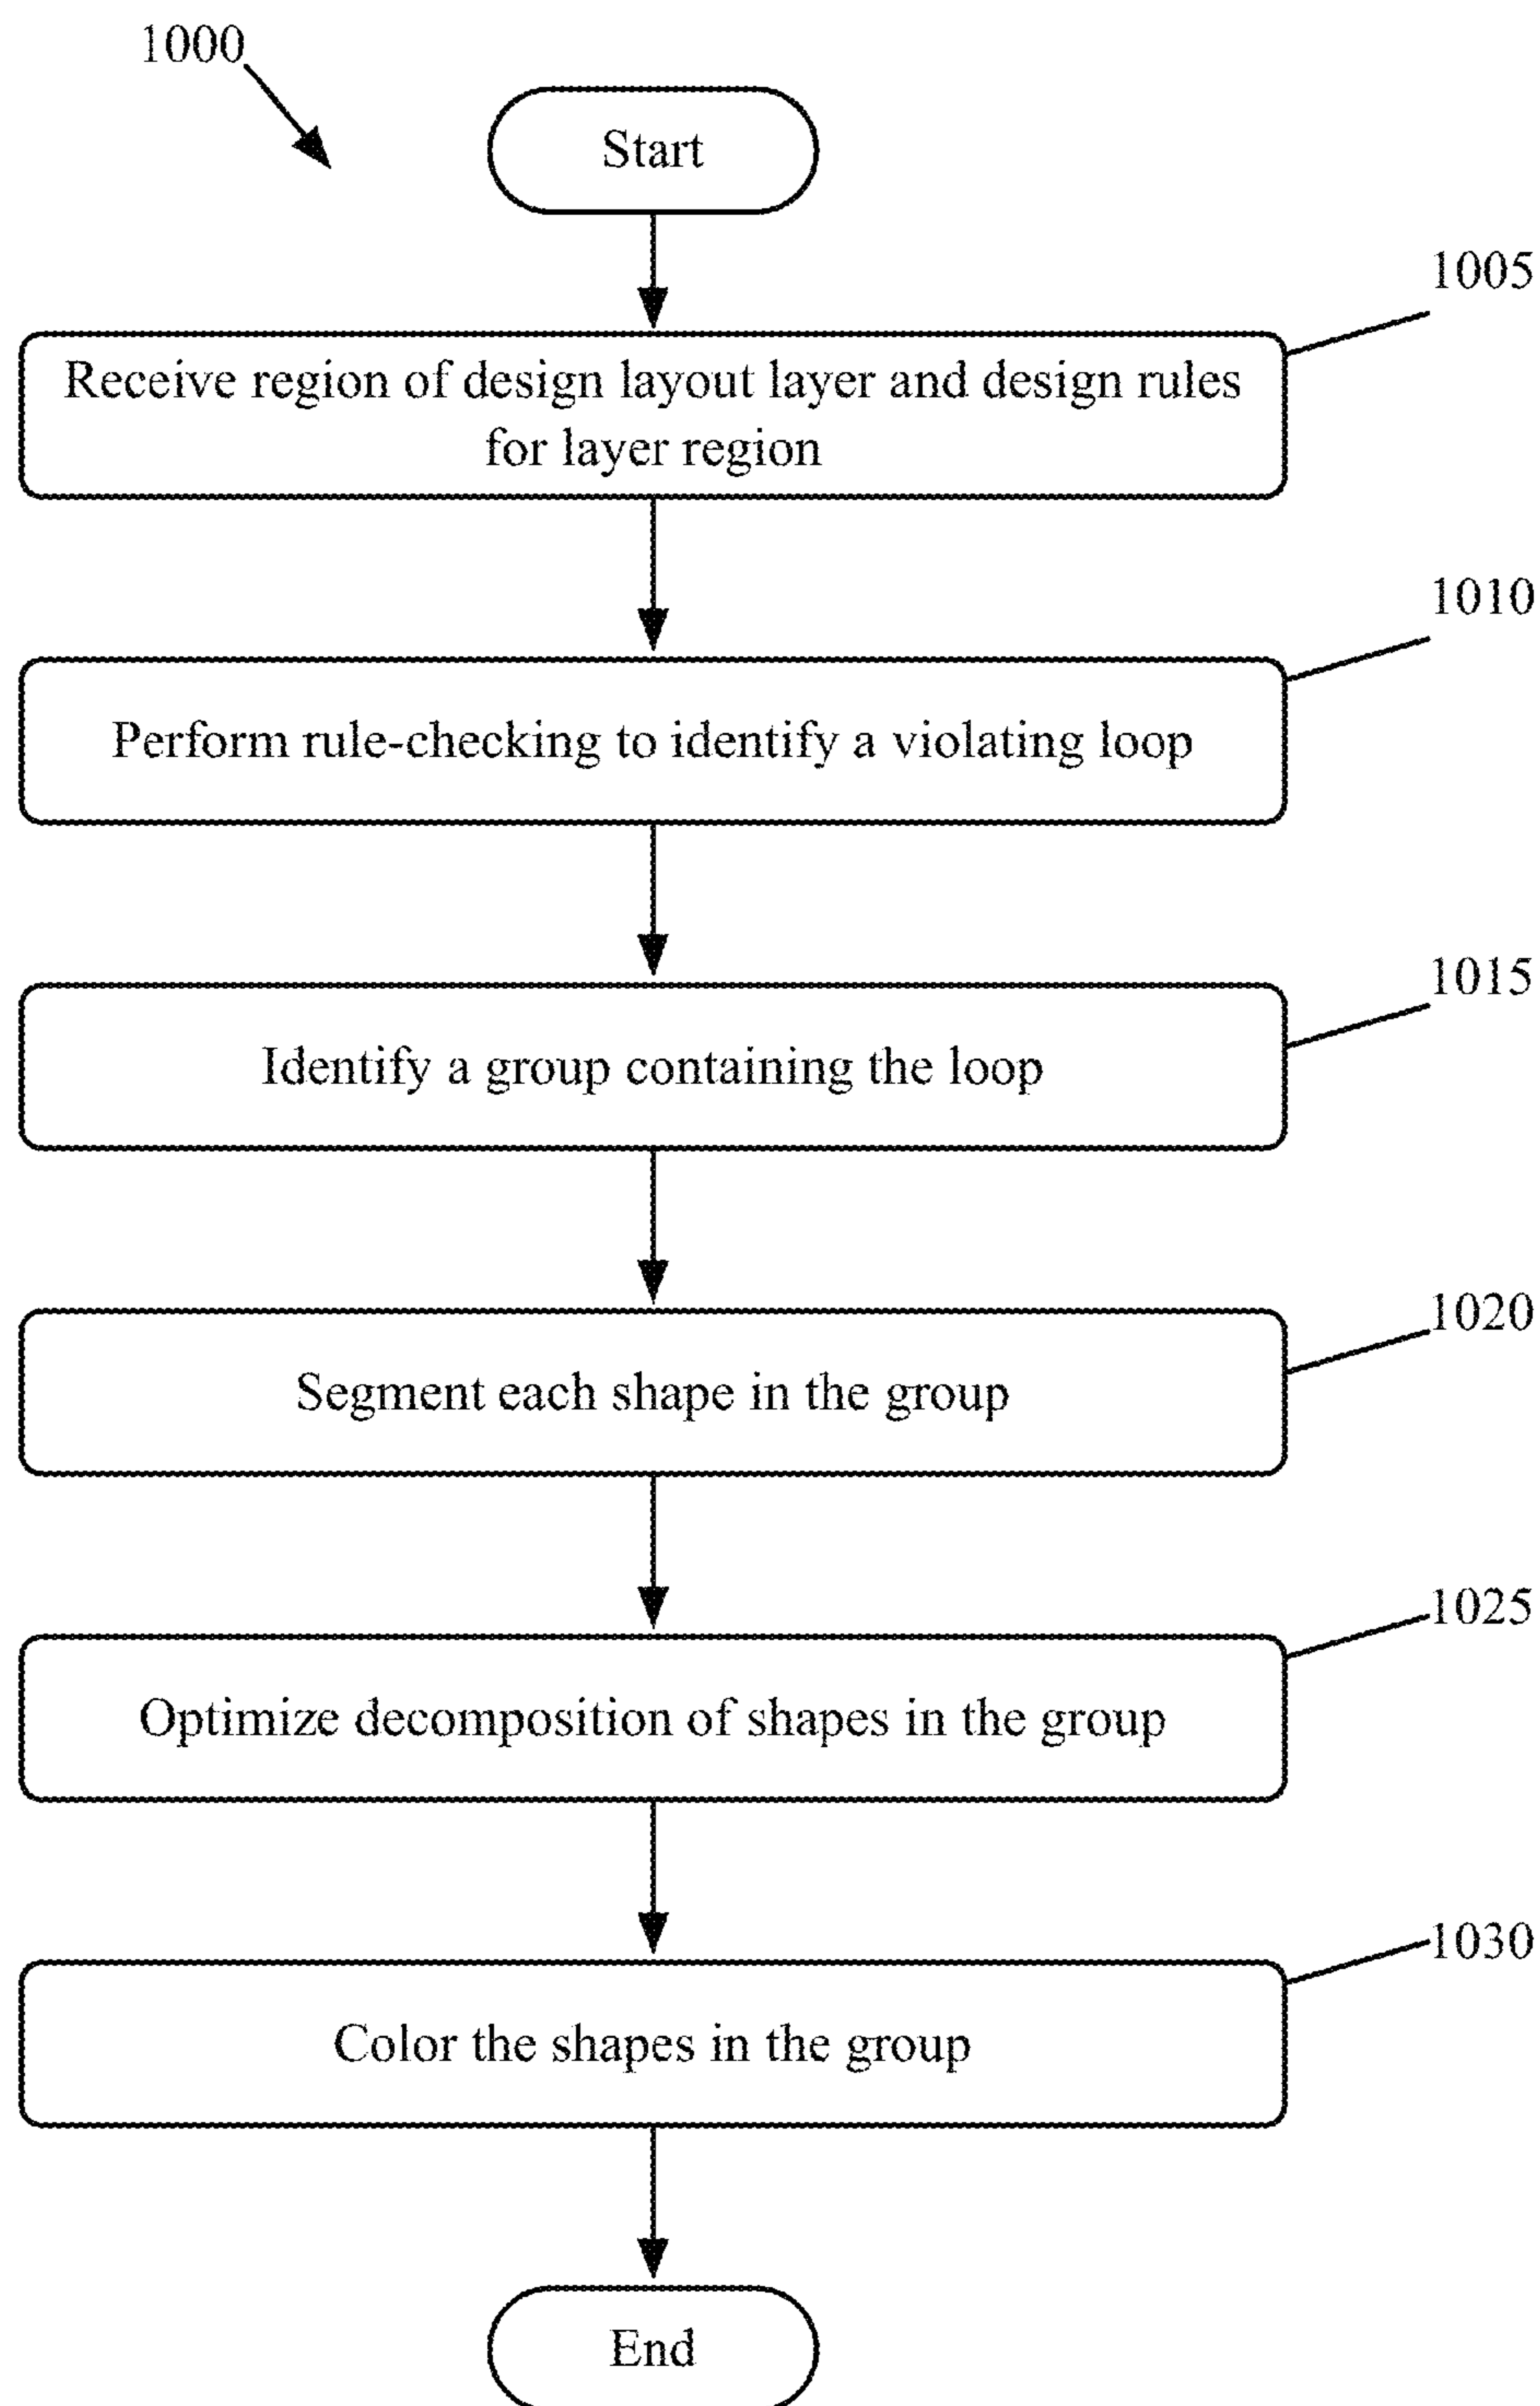 1000
Start
1005
Receive region of design layout layer and design rules
for layer region
1010
Perform rule-checking to identify a violating loop
1015
Identify a group containing the loop
1020
Segment each shape in the group
1025
Optimize decomposition of shapes in the group
1030
Color the shapes in the group
End